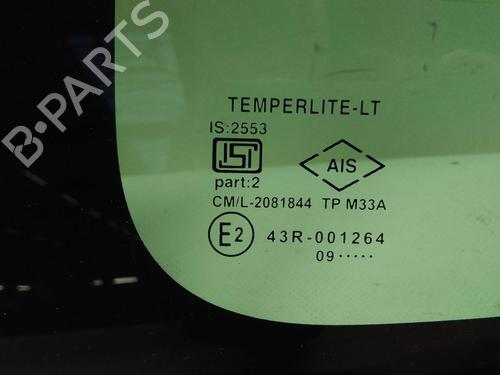 B-PARTS
TEMPERLITE-LT
IS:2553
ISI
AIS
part:2
CM/L-2081844 TP M33A
E2 43R-001264
09·····